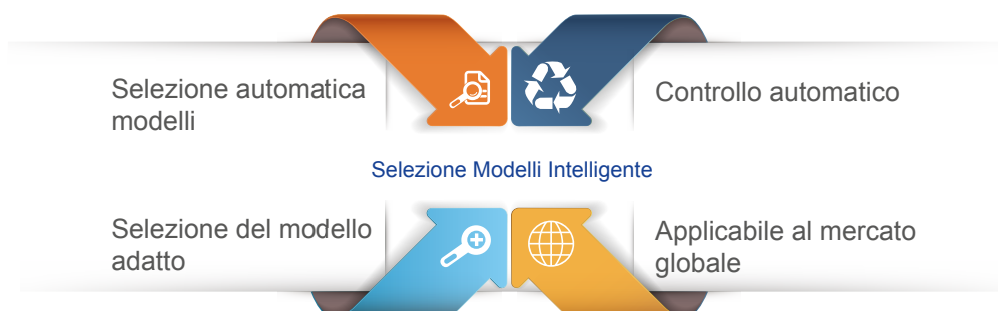 Selezione automatica
modelli
Controllo automatico
Selezione Modelli Intelligente
Selezione del modello
adatto
Applicabile al mercato
globale